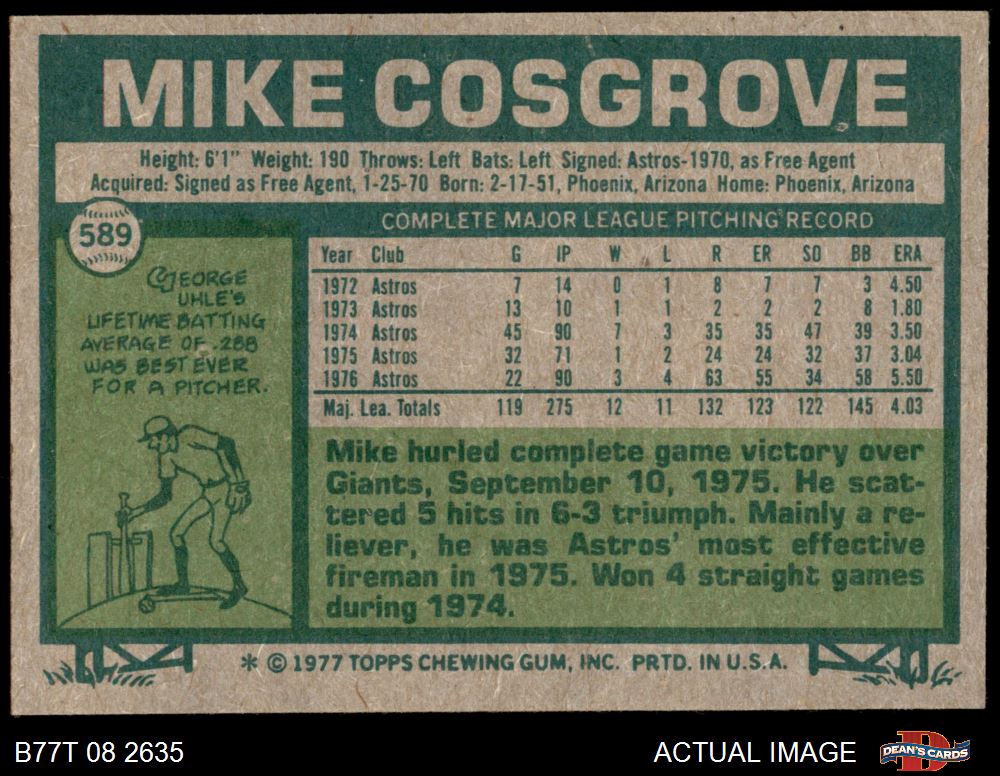 MIKE COSGROVE
Height: 6'1" Weight: 190 Throws: Left Bats: Left Signed: Astros-1970, as Free Agent
Acquired: Signed as Free Agent, 1-25-70 Born: 2-17-51, Phoenix, Arizona Home: Phoenix, Arizona
589
COMPLETE MAJOR LEAGUE PITCHING RECORD
Year Club G IP W L R ER SO BB ERA
1972 Astros 7 14 0 1 8 7 7 3 4.50
1973 Astros 13 10 1 1 2 2 2 8 1.80
1974 Astros 45 90 7 3 35 35 47 39 3.50
1975 Astros 32 71 1 2 24 24 32 37 3.04
1976 Astros 22 90 3 4 63 55 34 58 5.50
Maj. Lea. Totals 119 275 12 11 132 123 122 145 4.03
GEORGE
UHLE'S
LIFETIME BATTING
AVERAGE OF .288
WAS BEST EVER
FOR A PITCHER.
Mike hurled complete game victory over
Giants, September 10, 1975. He scat-
tered 5 hits in 6-3 triumph. Mainly a re-
liever, he was Astros' most effective
fireman in 1975. Won 4 straight games
during 1974.
* © 1977 TOPPS CHEWING GUM, INC. PRTD. IN U.S.A.
B77T 08 2635
ACTUAL IMAGE
D
DEAN'S CARDS